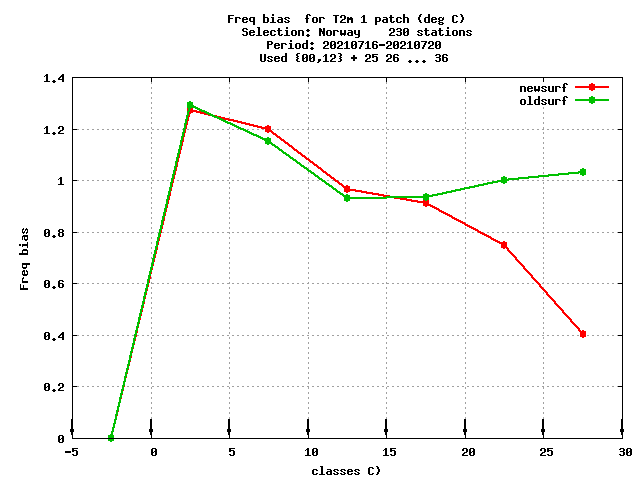 Freq bias  for T2m 1 patch (deg C)
Selection: Norway    230 stations
Period: 20210716-20210720
Used {00,12} + 25 26 ... 36
newsurf
oldsurf
1.4
1.2
1
0.8
0.6
0.4
0.2
0
Freq bias
-5 0 5 10 15 20 25 30
classes C)